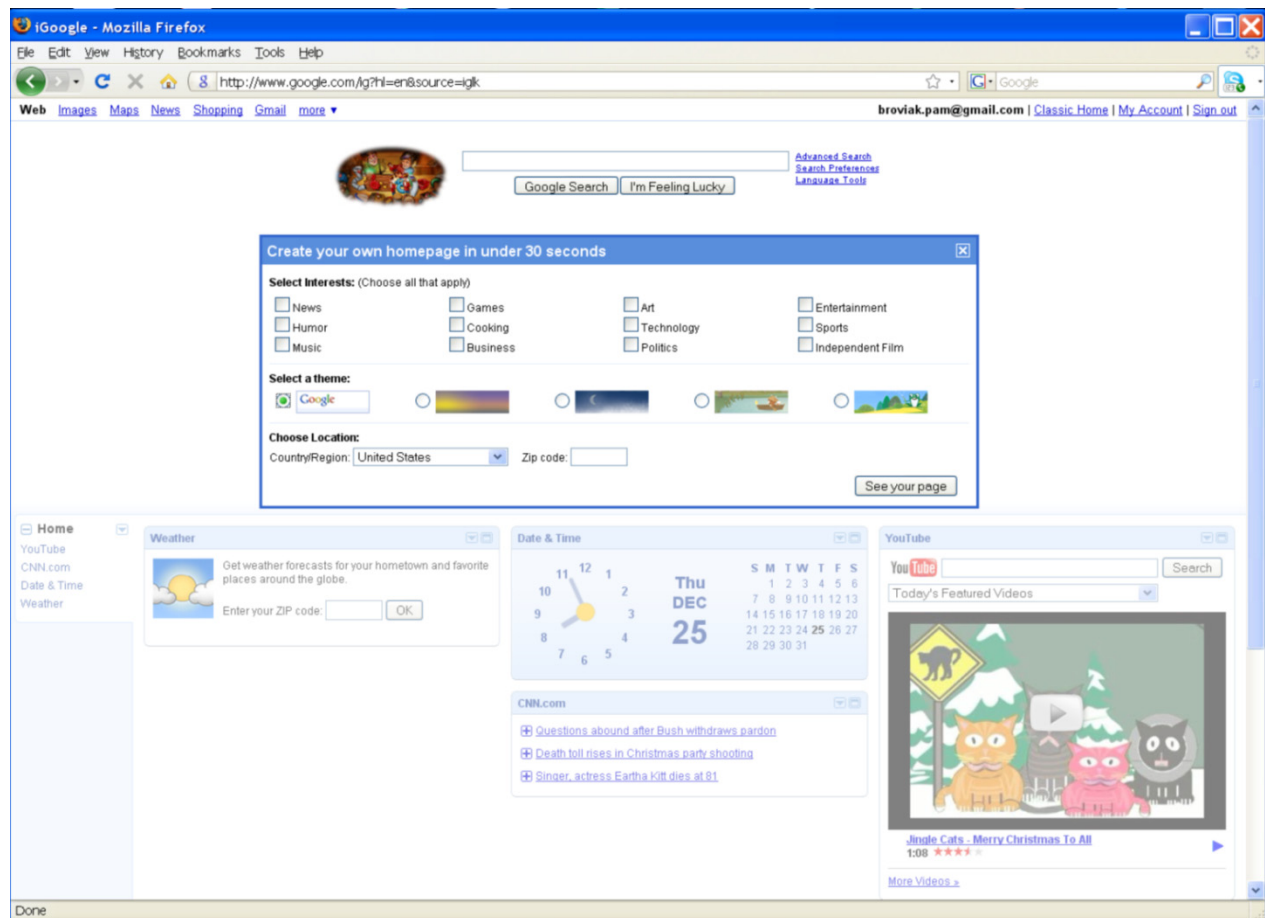 iGoogle - Mozilla Firefox
File Edit View History Bookmarks Tools Help
http://www.google.com/ig?hl=en&source=iglk
G Google
Web Images Maps News Shopping Gmail more ▼
broviak.pam@gmail.com | Classic Home | My Account | Sign out
Advanced Search
Search Preferences
Language Tools
Google Search I'm Feeling Lucky
Create your own homepage in under 30 seconds
Select Interests: (Choose all that apply)
News Games Art Entertainment
Humor Cooking Technology Sports
Music Business Politics Independent Film
Select a theme:
Google
Choose Location:
Country/Region: United States Zip code:
See your page
Home
YouTube
CNN.com
Date & Time
Weather
Weather
Get weather forecasts for your hometown and favorite
places around the globe.
Enter your ZIP code: OK
Date & Time
12 1 2 3 4 5 6 7 8 9 10 11
Thu
DEC
25
S M T W T F S
1 2 3 4 5 6
7 8 9 10 11 12 13
14 15 16 17 18 19 20
21 22 23 24 25 26 27
28 29 30 31
CNN.com
Questions abound after Bush withdraws pardon
Death toll rises in Christmas party shooting
Singer, actress Eartha Kitt dies at 81
YouTube
YouTube Search
Today's Featured Videos
Jingle Cats - Merry Christmas To All
1:08
More Videos »
Done